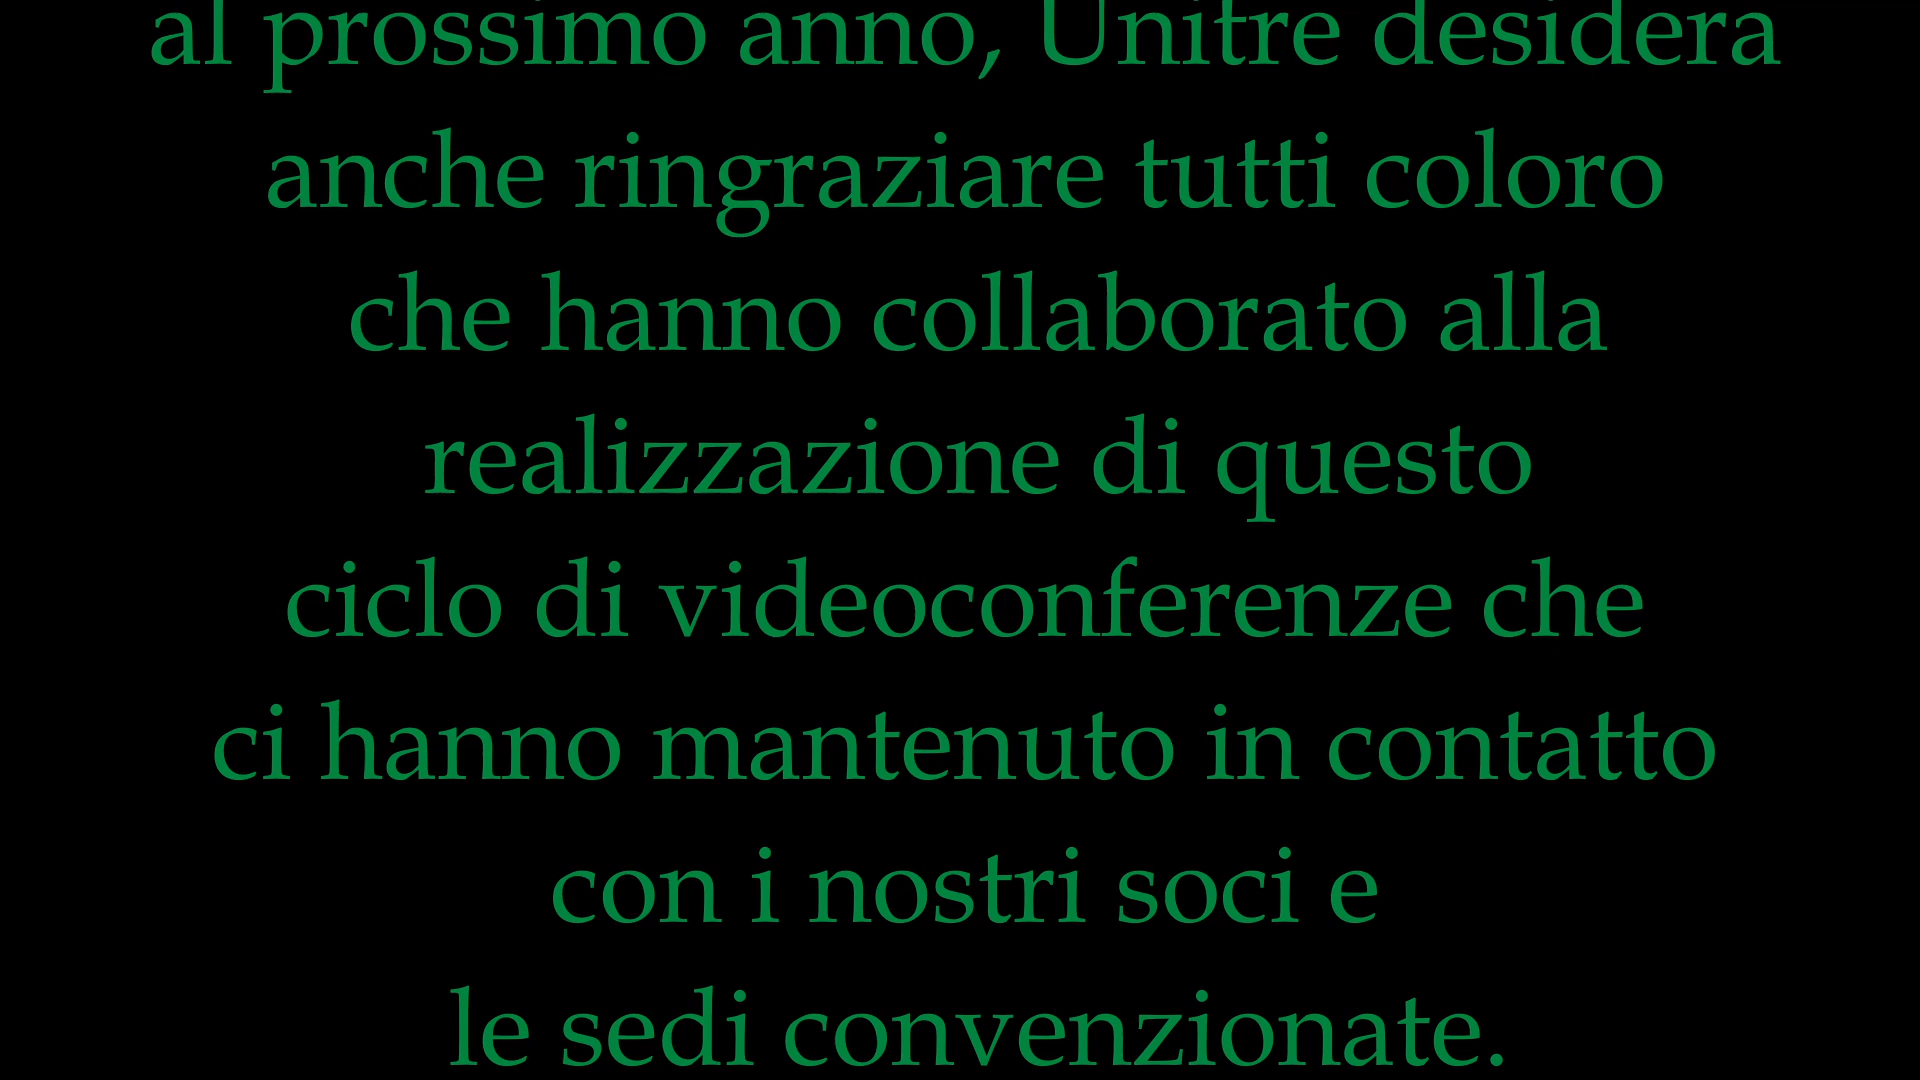 al prossimo anno, Unitre desidera
anche ringraziare tutti coloro
che hanno collaborato alla
realizzazione di questo
ciclo di videoconferenze che
ci hanno mantenuto in contatto
con i nostri soci e
le sedi convenzionate.